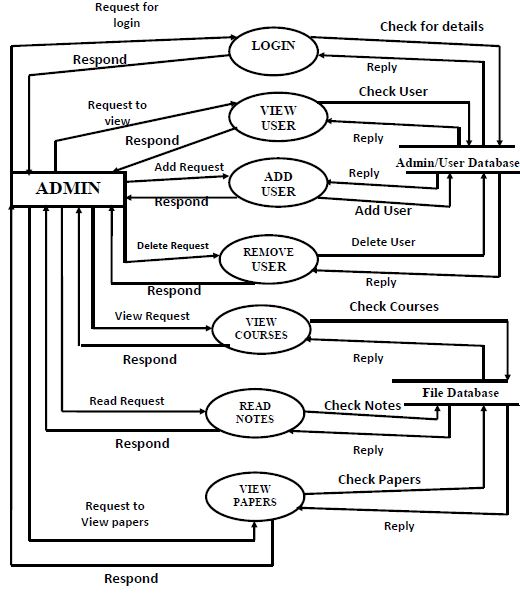 Request for
login
LOGIN
Check for details
Respond
Reply
Request to
view
VIEW
USER
Check User
Respond
Reply
Admin/User Database
ADMIN
Add Request
ADD
USER
Reply
Respond
Add User
Delete Request
REMOVE
USER
Delete User
Reply
Respond
View Request
VIEW
COURSES
Check Courses
Respond
Reply
File Database
Read Request
READ
NOTES
Check Notes
Respond
Reply
VIEW
PAPERS
Check Papers
Request to
View papers
Reply
Respond